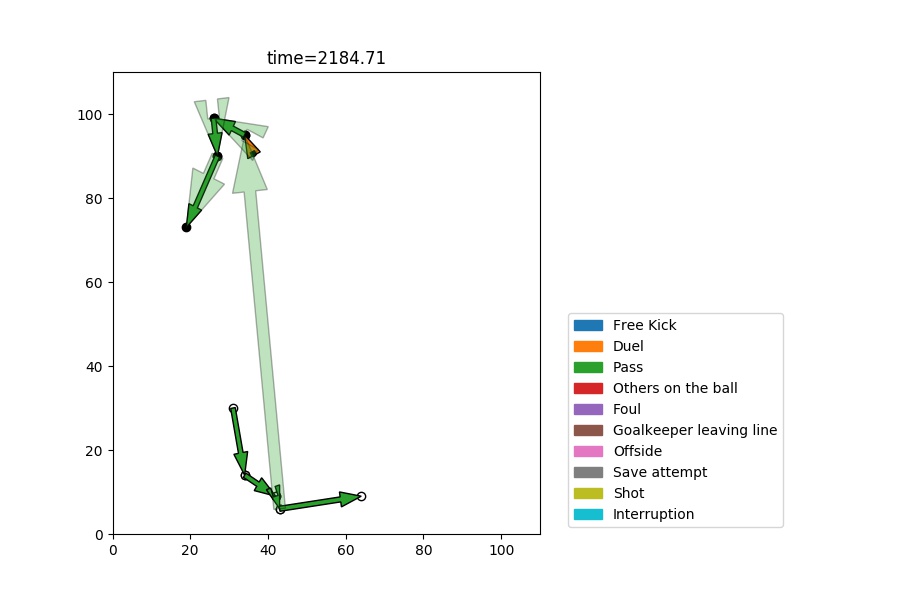 time=2184.71
100
80
60
40
20
0
0 20 40 60 80 100
Free Kick
Duel
Pass
Others on the ball
Foul
Goalkeeper leaving line
Offside
Save attempt
Shot
Interruption